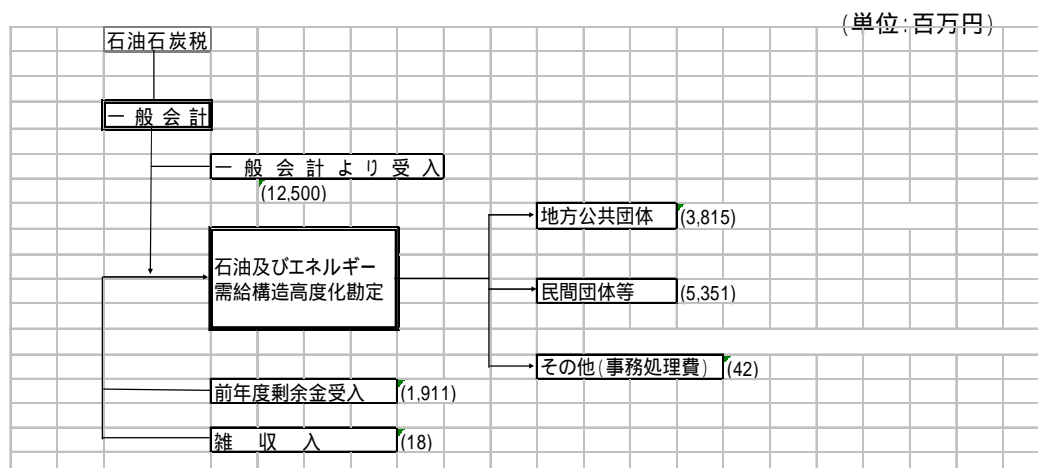 (単位:百万円)
石油石炭税
一般会計
一般会計より受入
(12,500)
地方公共団体 (3,815)
石油及びエネルギー
需給構造高度化勘定
民間団体等 (5,351)
その他(事務処理費) (42)
前年度剰余金受入 (1,911)
雑収入 (18)